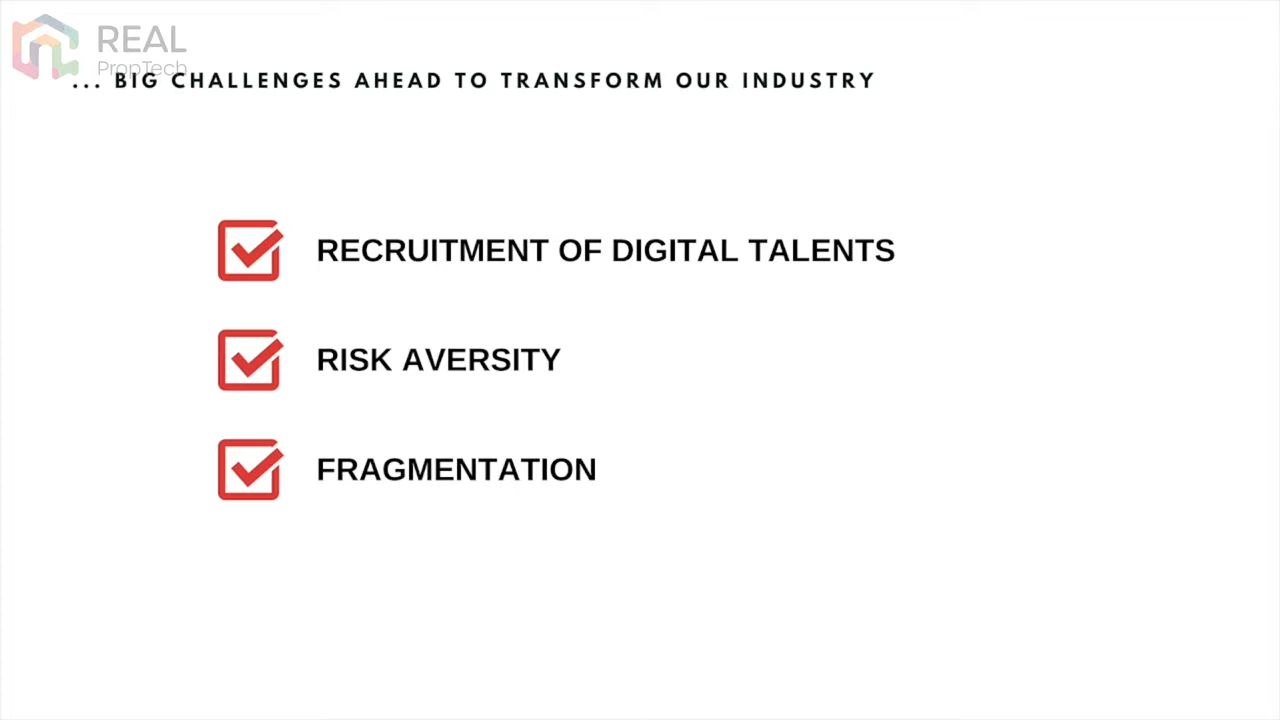 REAL
PropTech
... BIG CHALLENGES AHEAD TO TRANSFORM OUR INDUSTRY
RECRUITMENT OF DIGITAL TALENTS
RISK AVERSITY
FRAGMENTATION